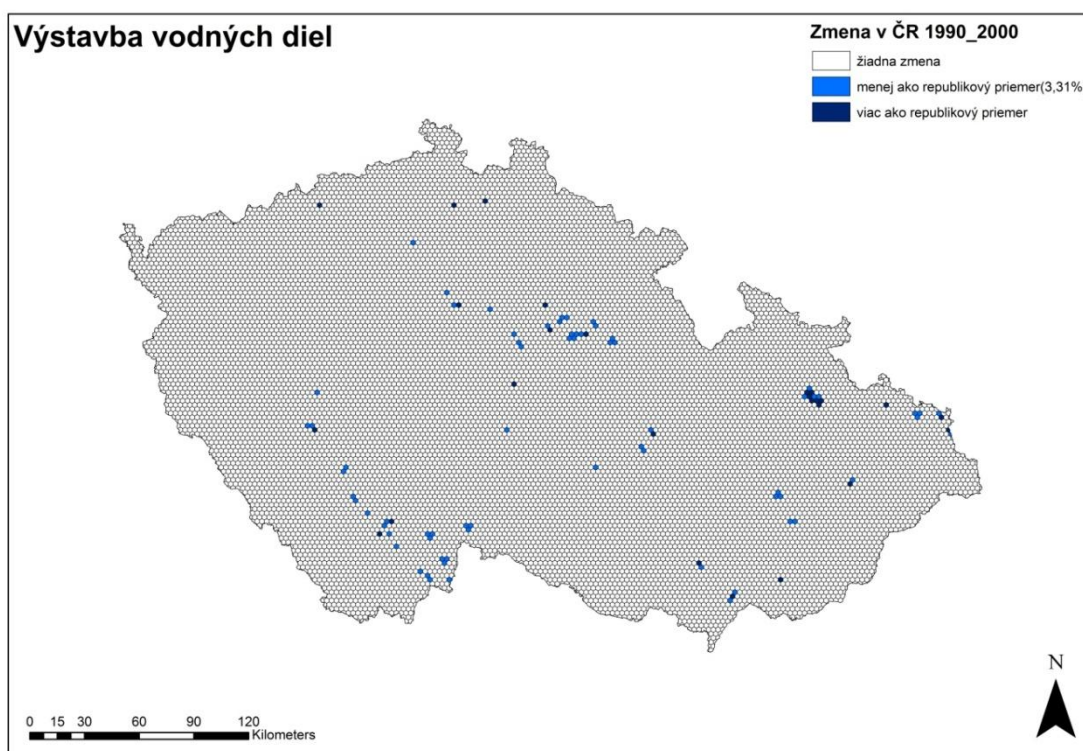 Výstavba vodných diel
Zmena v ČR 1990_2000
žiadna zmena
menej ako republikový priemer(3,31%
viac ako republikový priemer
N
0 15 30 60 90 120
Kilometers